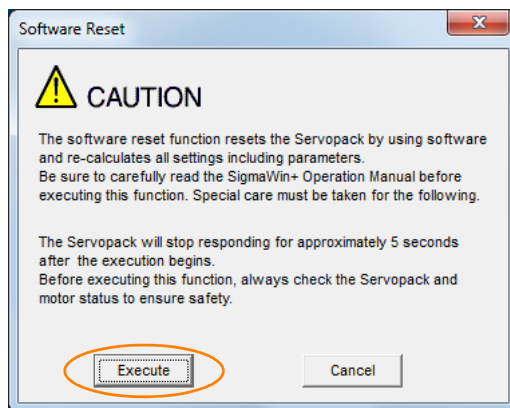 Software Reset
CAUTION
The software reset function resets the Servopack by using software
and re-calculates all settings including parameters.
Be sure to carefully read the SigmaWin+ Operation Manual before
executing this function. Special care must be taken for the following.
The Servopack will stop responding for approximately 5 seconds
after the execution begins.
Before executing this function, always check the Servopack and
motor status to ensure safety.
Execute Cancel